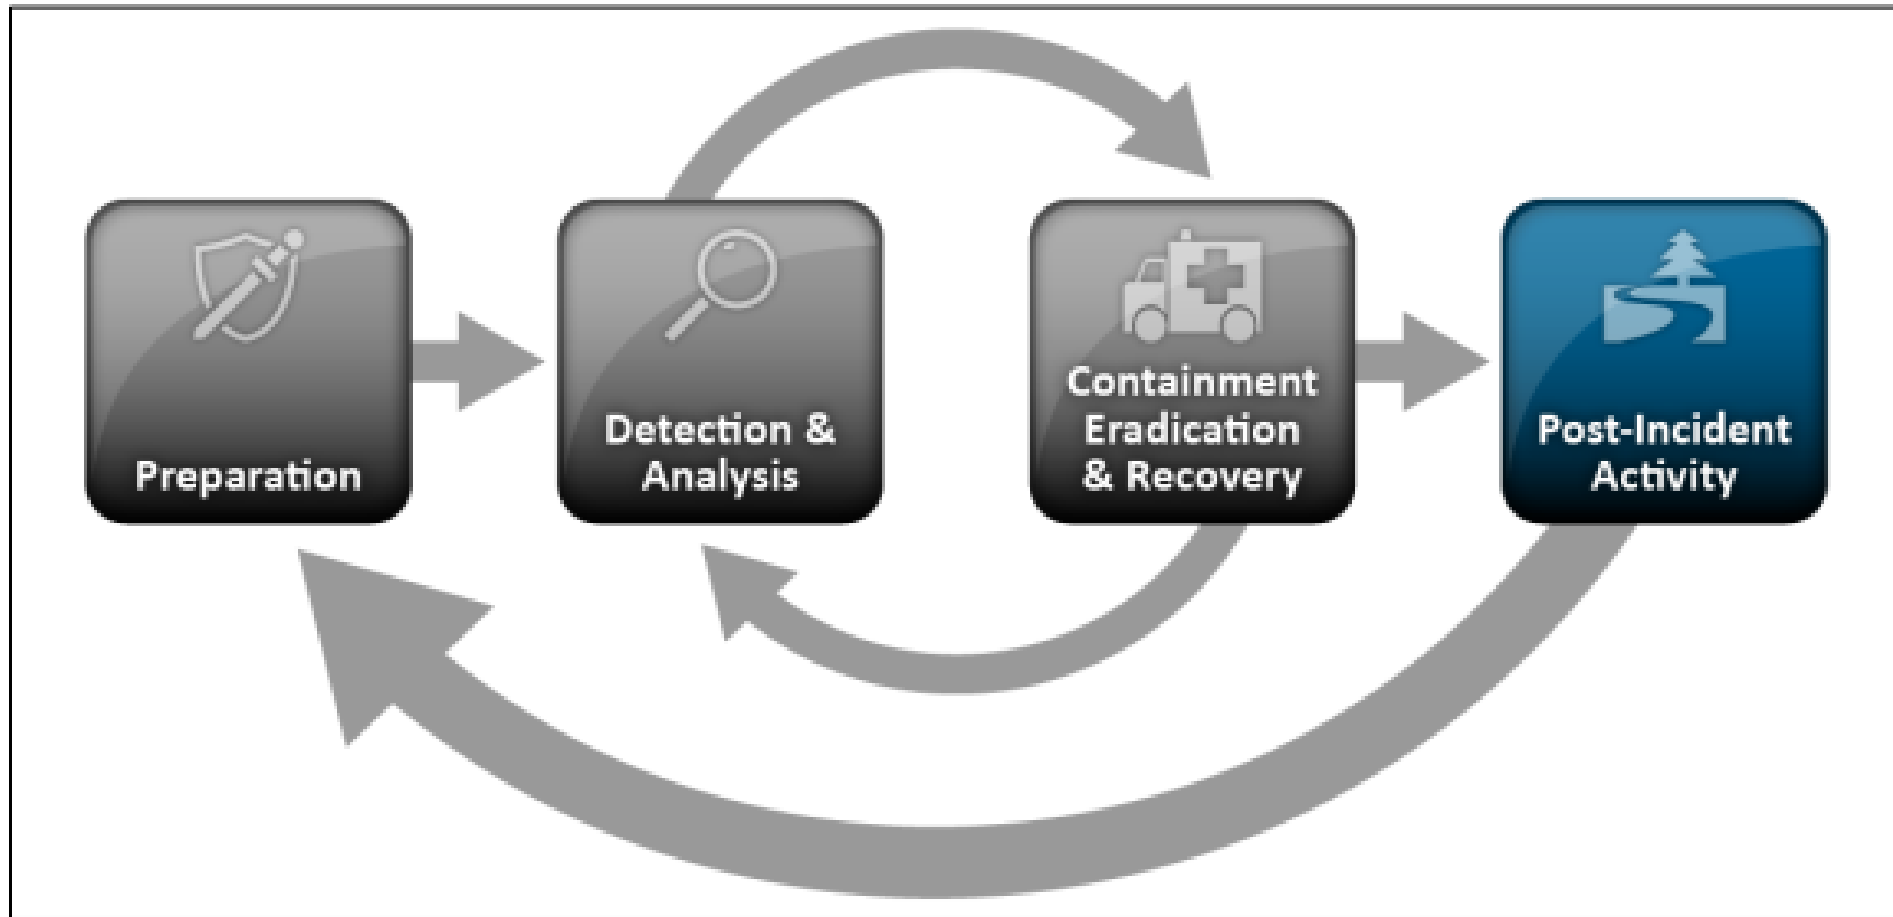 Preparation
Detection &
Analysis
Containment
Eradication
& Recovery
Post-Incident
Activity